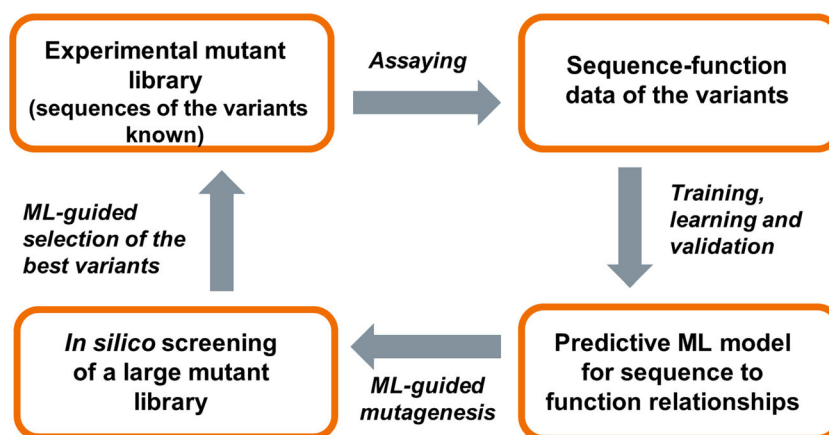 Experimental mutant
library
(sequences of the variants
known)
Assaying
Sequence-function
data of the variants
Training,
learning and
validation
Predictive ML model
for sequence to
function relationships
ML-guided
mutagenesis
In silico screening
of a large mutant
library
ML-guided
selection of the
best variants